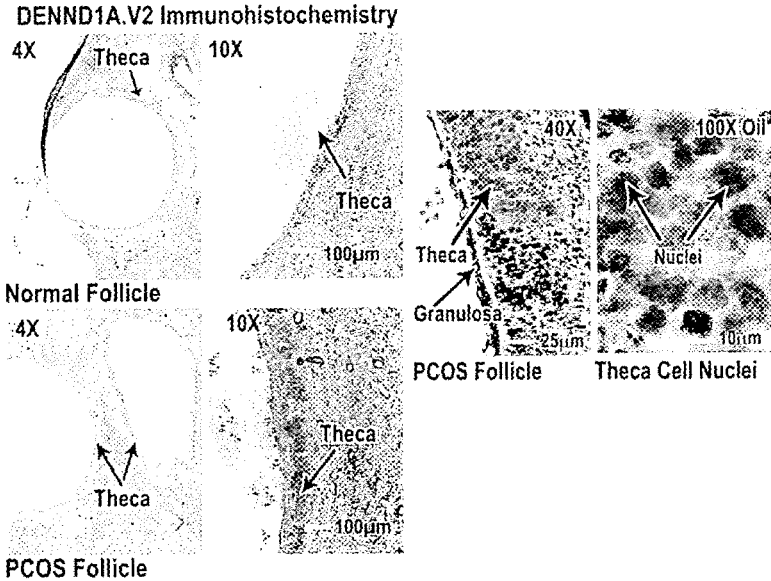 DENND1A.V2 Immunohistochemistry
4X
Theca
10X
Theca
100µm
Normal Follicle
4X
Theca
PCOS Follicle
10X
Theca
100µm
40X
Theca
Granulosa
25µm
PCOS Follicle
100X Oil
Nuclei
10µm
Theca Cell Nuclei